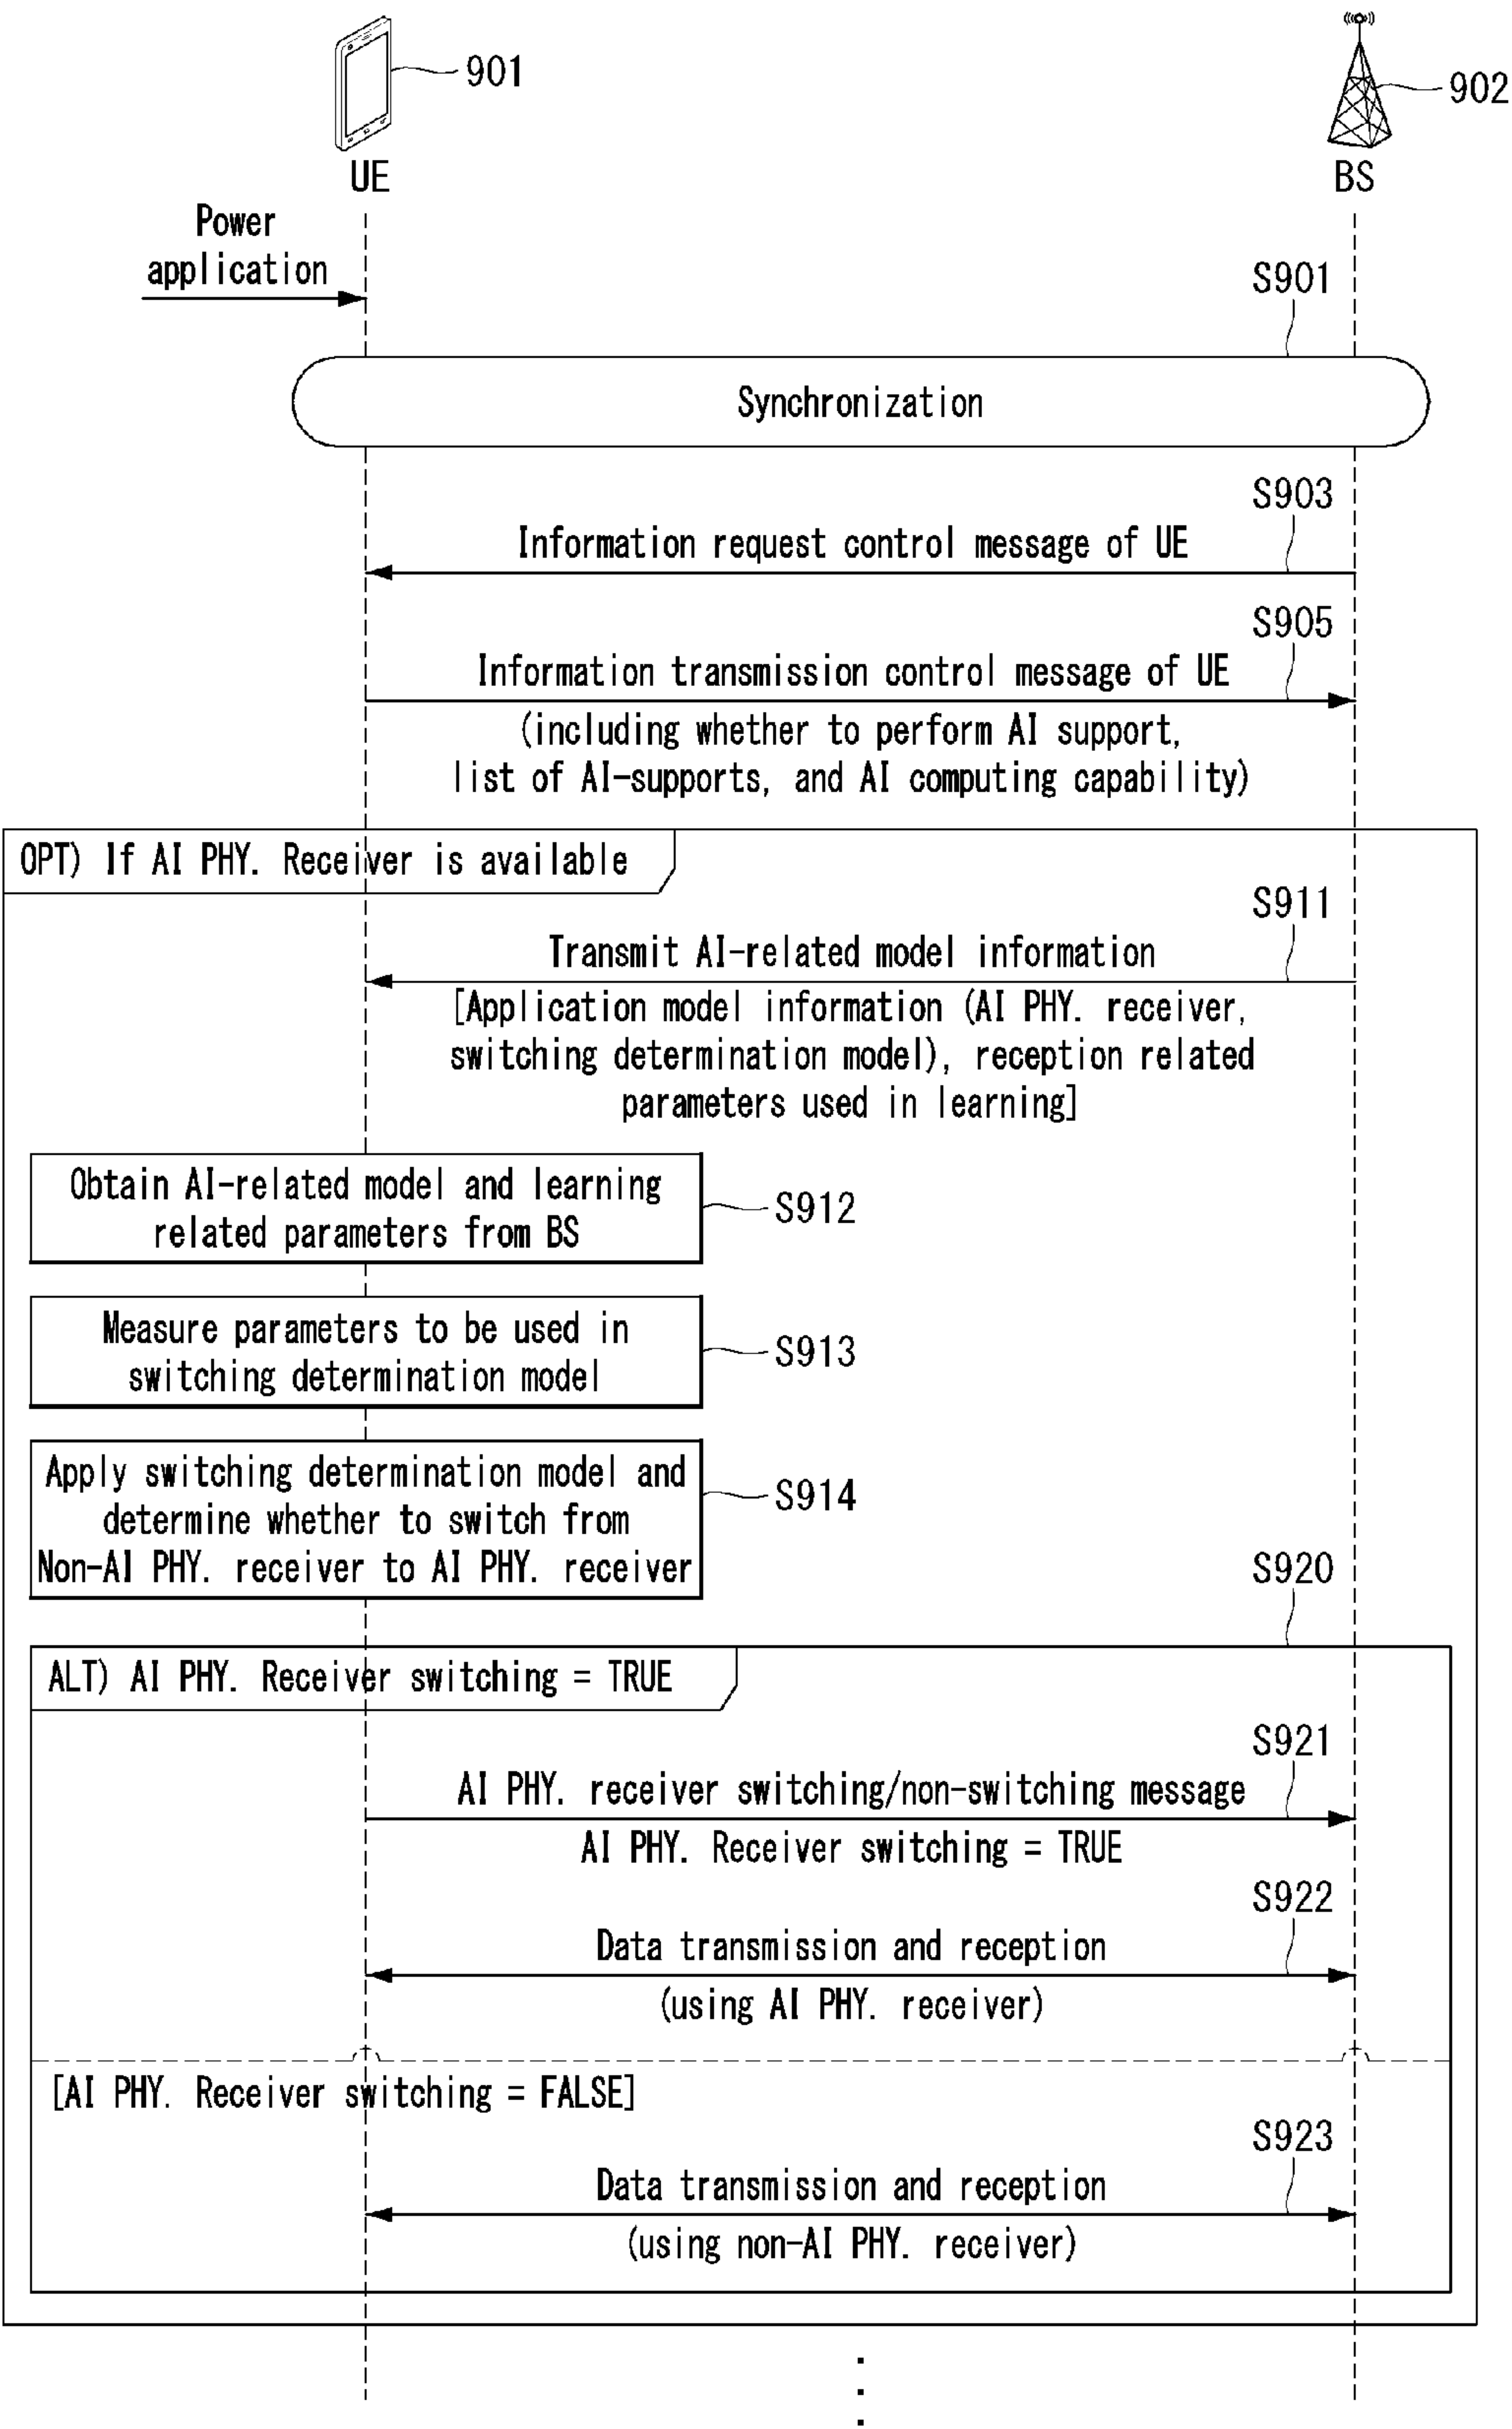 901
902
UE
BS
Power
application
S901
Synchronization
S903
Information request control message of UE
S905
Information transmission control message of UE
(including whether to perform AI support,
list of AI-supports, and AI computing capability)
OPT) If AI PHY. Receiver is available
S911
Transmit AI-related model information
[Application model information (AI PHY. receiver,
switching determination model), reception related
parameters used in learning]
Obtain AI-related model and learning
related parameters from BS
S912
Measure parameters to be used in
switching determination model
S913
Apply switching determination model and
determine whether to switch from
Non-AI PHY. receiver to AI PHY. receiver
S914
S920
ALT) AI PHY. Receiver switching = TRUE
S921
AI PHY. receiver switching/non-switching message
AI PHY. Receiver switching = TRUE
S922
Data transmission and reception
(using AI PHY. receiver)
[AI PHY. Receiver switching = FALSE]
S923
Data transmission and reception
(using non-AI PHY. receiver)